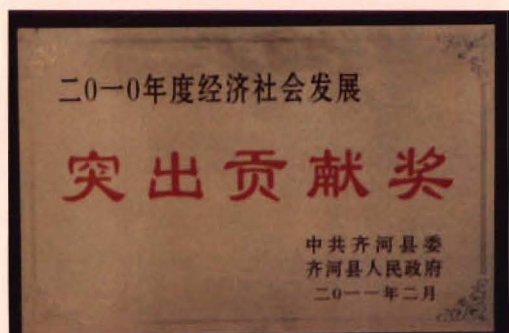 二0一0年度经济社会发展
突出贡献奖
中共齐河县委
齐河县人民政府
二0一一年二月